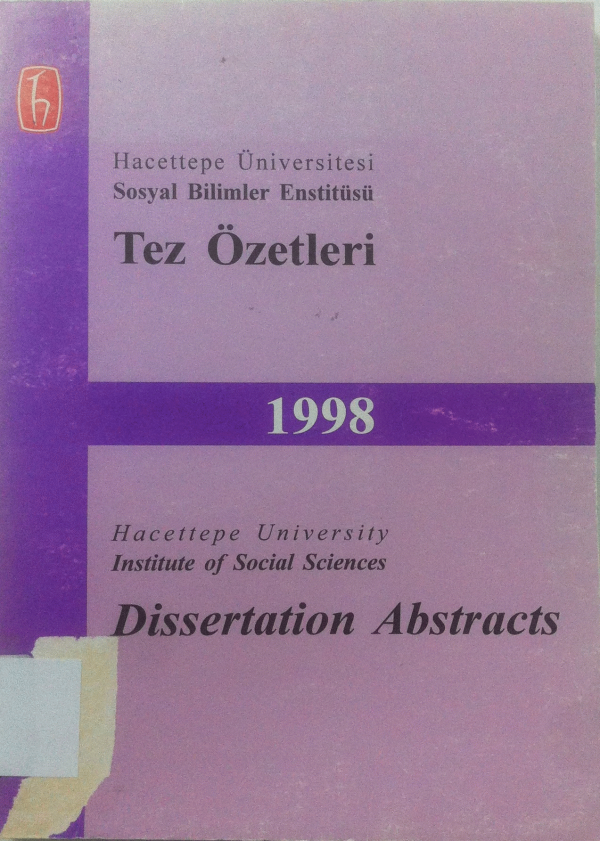 Hacettepe Üniversitesi
Sosyal Bilimler Enstitüsü
Tez Özetleri
1998
Hacettepe University
Institute of Social Sciences
Dissertation Abstracts